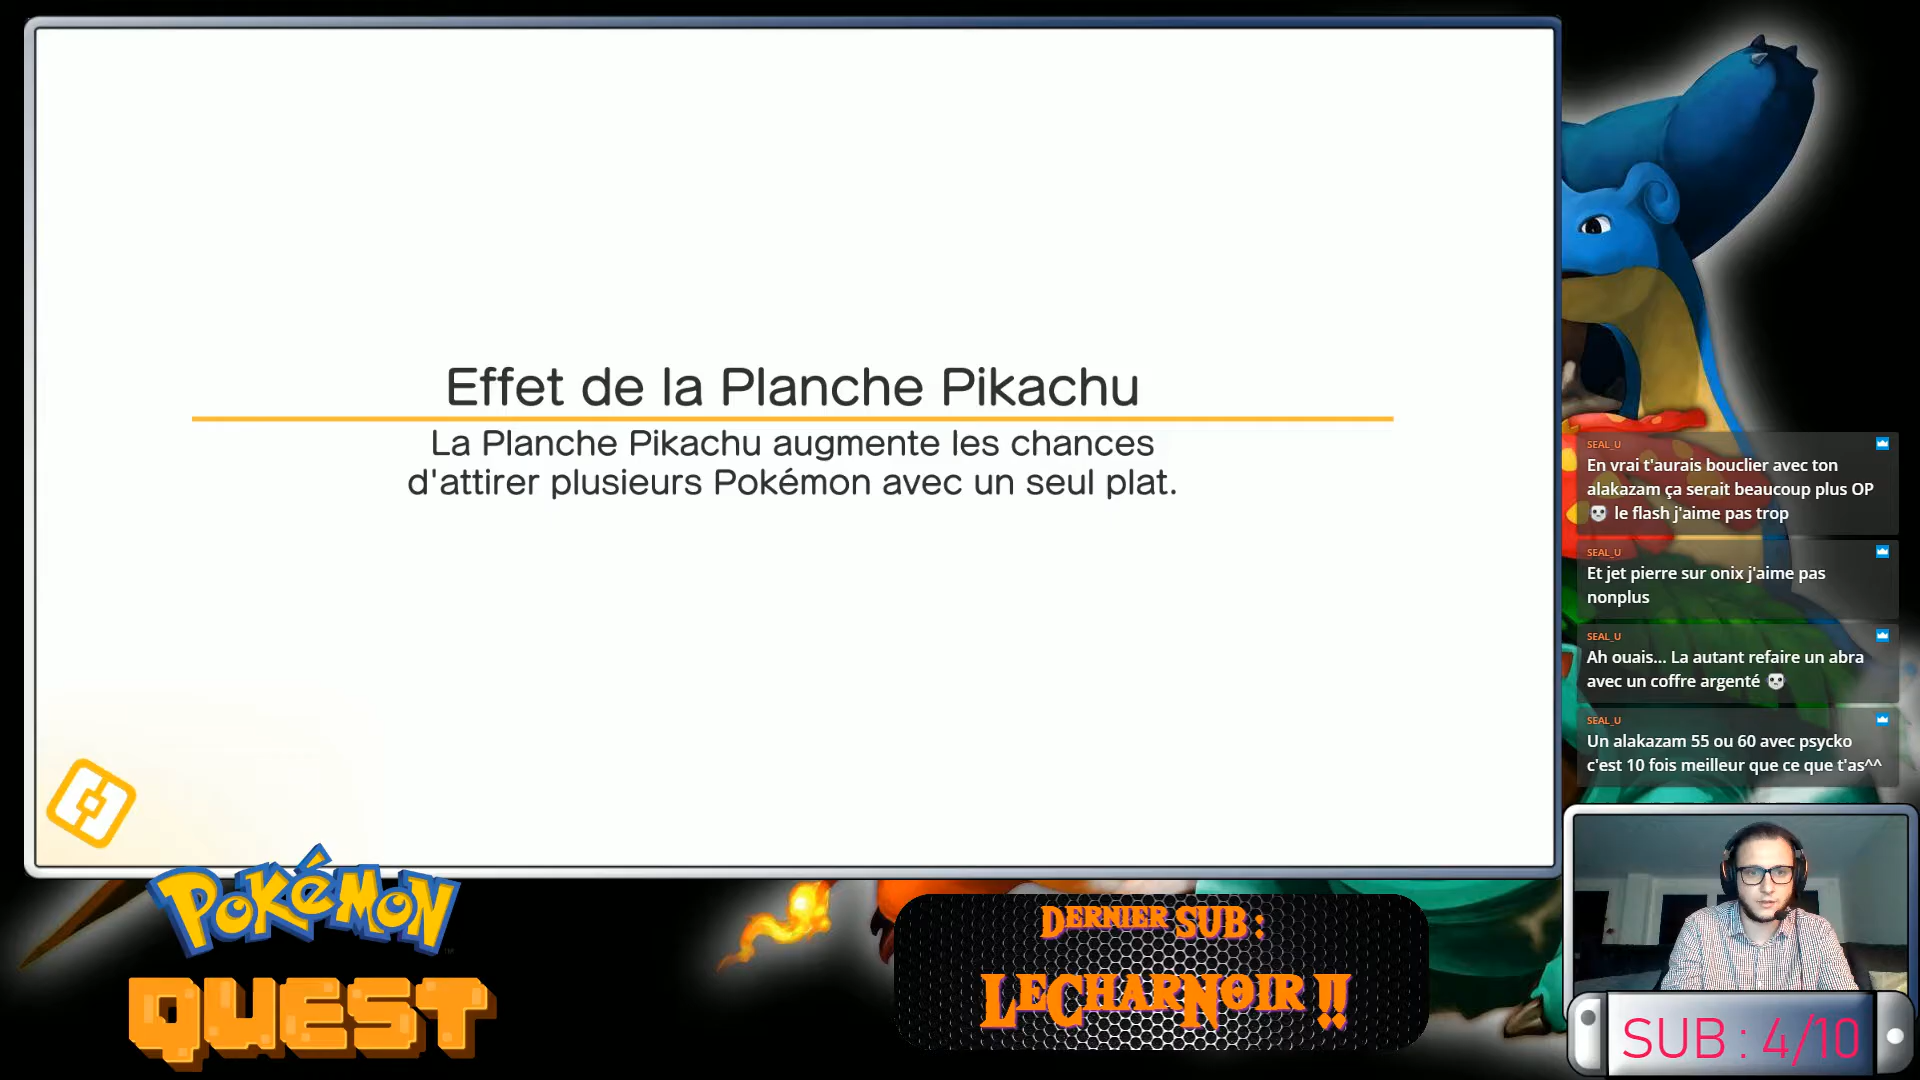 Effet de la Planche Pikachu
La Planche Pikachu augmente les chances
d'attirer plusieurs Pokémon avec un seul plat.
SEAL_U
En vrai t'aurais bouclier avec ton
alakazam ça serait beaucoup plus OP
le flash j'aime pas trop
SEAL_U
Et jet pierre sur onix j'aime pas
nonplus
SEAL_U
Ah ouais... La autant refaire un abra
avec un coffre argenté
SEAL_U
Un alakazam 55 ou 60 avec psycko
c'est 10 fois meilleur que ce que t'as^^
POKéMON
QUEST
DERNIER SUB :
LECHARNOIR !!
SUB : 4/10